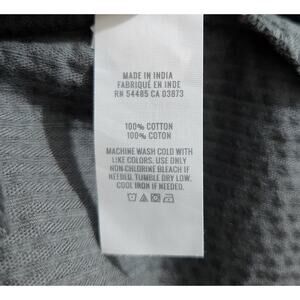 MADE IN INDIA
FABRIQUÉ EN INDE
RN 54485 CA 03873
100% COTTON
100% COTON
MACHINE WASH COLD WITH
LIKE COLORS. USE ONLY
NON-CHLORINE BLEACH IF
NEEDED. TUMBLE DRY LOW.
COOL IRON IF NEEDED.